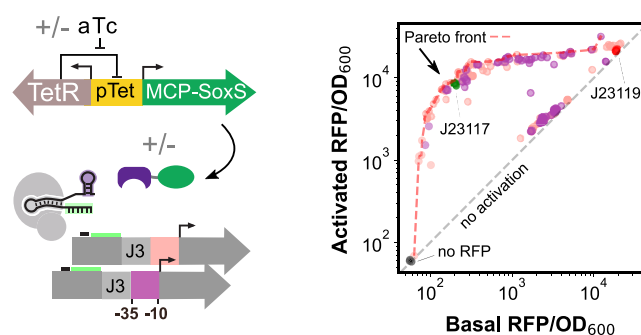 +/- aTc
TetR pTet MCP-SoxS
+/-
J3
J3
-35 -10
Activated RFP/OD600
10^4
10^3
10^2
Pareto front
J23117
J23119
no activation
no RFP
10^2 10^3 10^4
Basal RFP/OD600